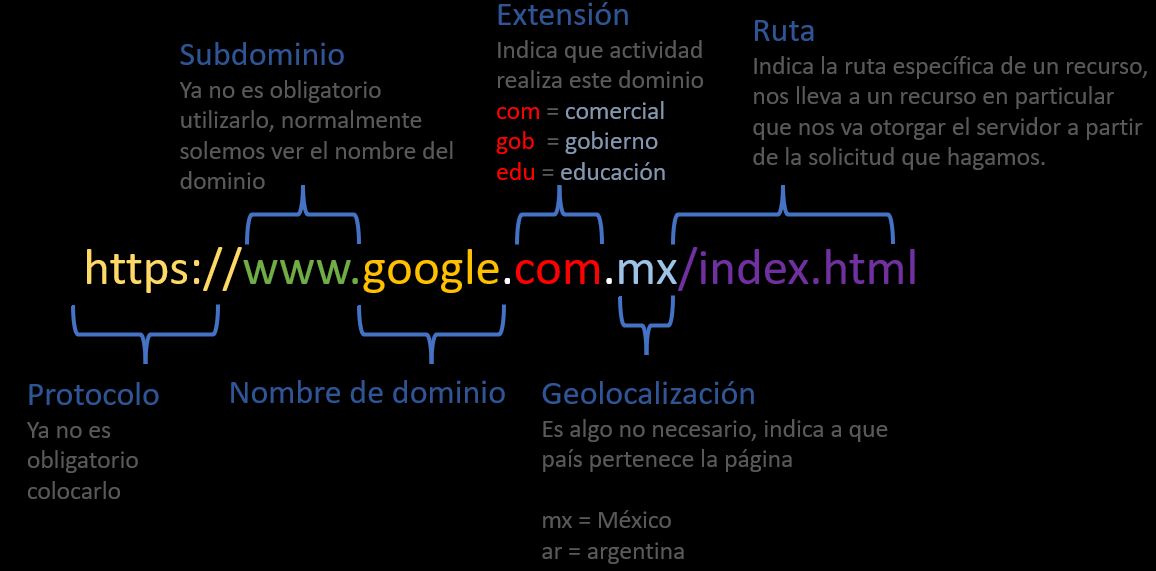 Subdominio
Ya no es obligatorio
utilizarlo, normalmente
solemos ver el nombre del
dominio
Extensión
Indica que actividad
realiza este dominio
com = comercial
gob = gobierno
edu = educación
Ruta
Indica la ruta específica de un recurso,
nos lleva a un recurso en particular
que nos va otorgar el servidor a partir
de la solicitud que hagamos.
https://www.google.com.mx/index.html
Protocolo
Ya no es
obligatorio
colocarlo
Nombre de dominio
Geolocalización
Es algo no necesario, indica a que
país pertenece la página
mx = México
ar = argentina